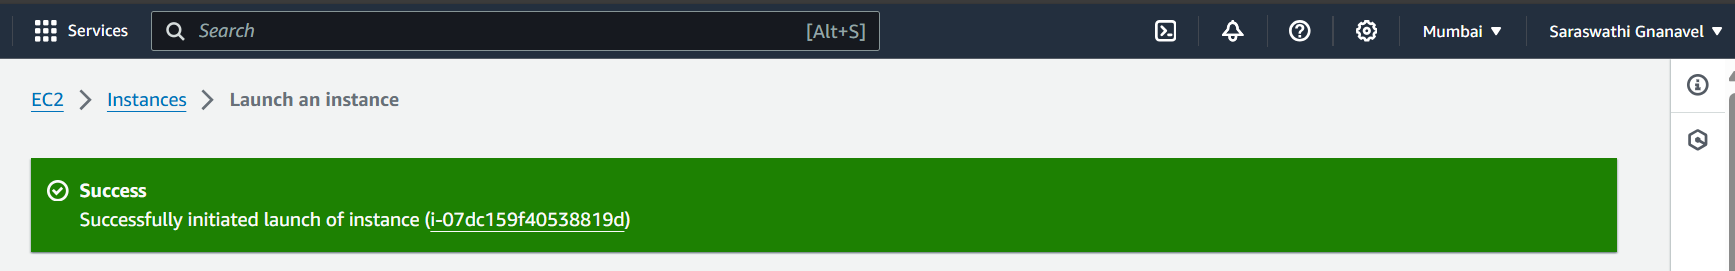 Services
Search [Alt+S]
Mumbai
Saraswathi Gnanavel
EC2 > Instances > Launch an instance
Success
Successfully initiated launch of instance (i-07dc159f40538819d)